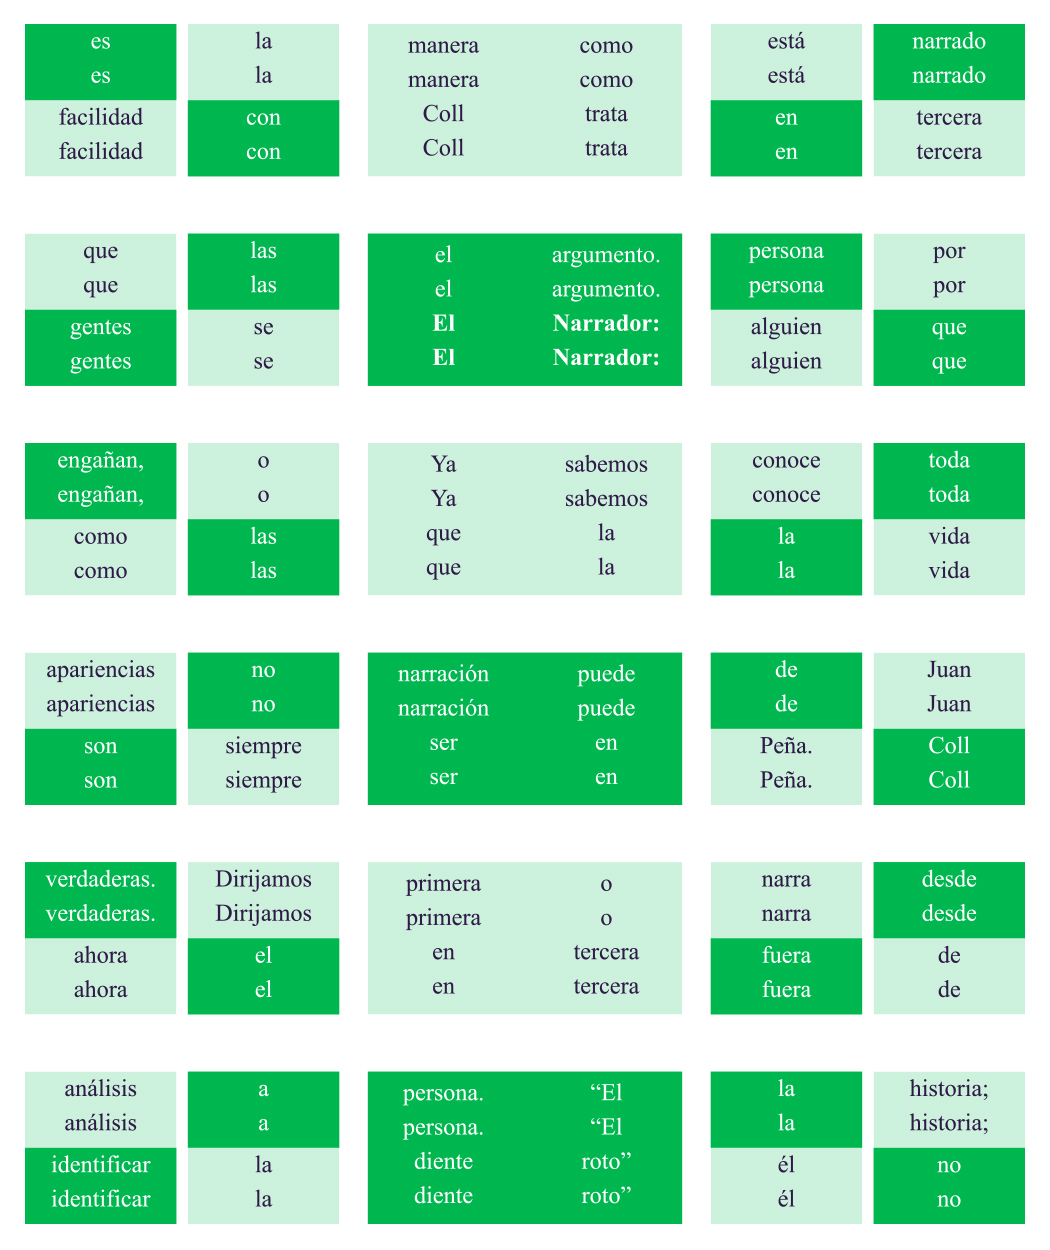 es la
es la
facilidad con
facilidad con
que las
que las
gentes se
gentes se
engañan, o
engañan, o
como las
como las
apariencias no
apariencias no
son siempre
son siempre
verdaderas. Dirijamos
verdaderas. Dirijamos
ahora el
ahora el
análisis a
análisis a
identificar la
identificar la
manera como
manera como
Coll trata
Coll trata
el argumento.
el argumento.
El Narrador:
El Narrador:
Ya sabemos
Ya sabemos
que la
que la
narración puede
narración puede
ser en
ser en
primera o
primera o
en tercera
en tercera
persona. “El
persona. “El
diente roto”
diente roto”
está narrado
está narrado
en tercera
en tercera
persona por
persona por
alguien que
alguien que
conoce toda
conoce toda
la vida
la vida
de Juan
de Juan
Peña. Coll
Peña. Coll
narra desde
narra desde
fuera de
fuera de
la historia;
la historia;
él no
él no